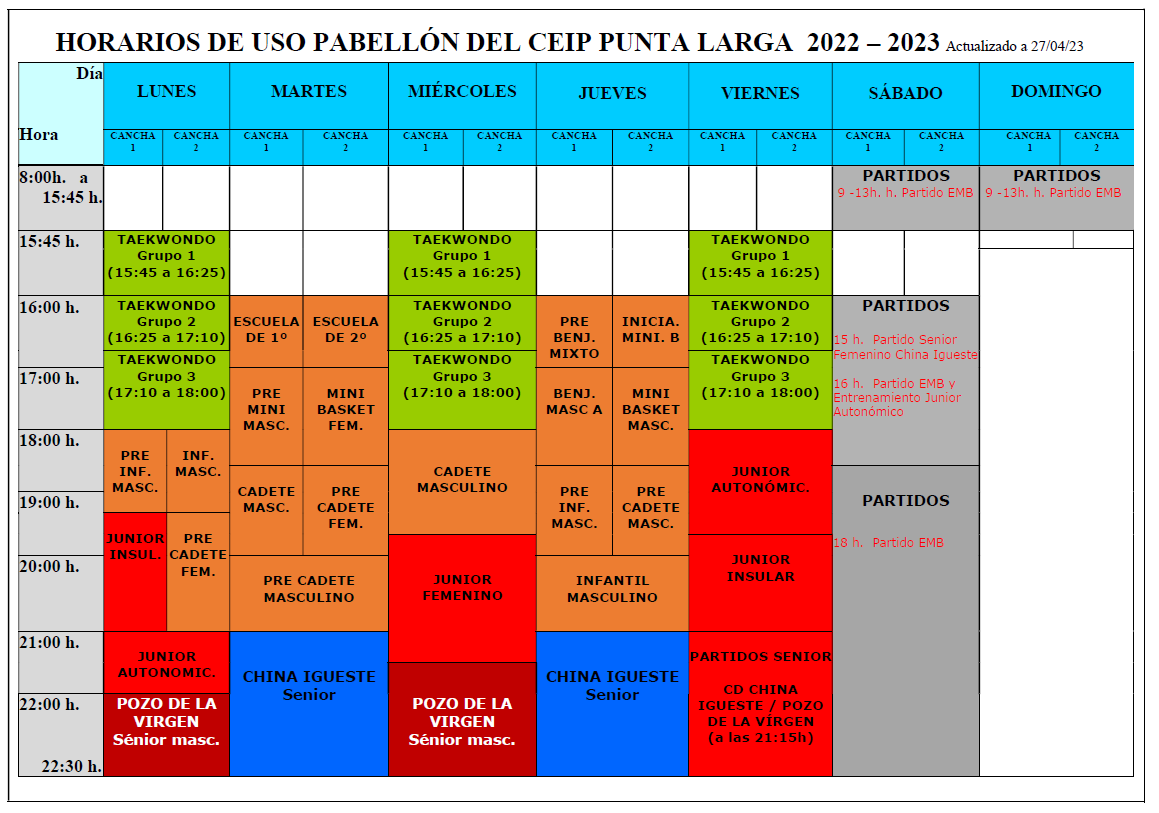 HORARIOS DE USO PABELLÓN DEL CEIP PUNTA LARGA 2022 – 2023 Actualizado a 27/04/23
Día
Hora
LUNES
MARTES
MIÉRCOLES
JUEVES
VIERNES
SÁBADO
DOMINGO
CANCHA
1
CANCHA
2
CANCHA
1
CANCHA
2
CANCHA
1
CANCHA
2
CANCHA
1
CANCHA
2
CANCHA
1
CANCHA
2
CANCHA
1
CANCHA
2
CANCHA
1
CANCHA
2
8:00h. a
15:45 h.
PARTIDOS
9 -13h. h. Partido EMB
PARTIDOS
9 -13h. h. Partido EMB
15:45 h.
TAEKWONDO
Grupo 1
(15:45 a 16:25)
TAEKWONDO
Grupo 1
(15:45 a 16:25)
TAEKWONDO
Grupo 1
(15:45 a 16:25)
16:00 h.
TAEKWONDO
Grupo 2
(16:25 a 17:10)
ESCUELA
DE 1º
ESCUELA
DE 2º
TAEKWONDO
Grupo 2
(16:25 a 17:10)
PRE
BENJ.
MIXTO
INICIA.
MINI. B
TAEKWONDO
Grupo 2
(16:25 a 17:10)
PARTIDOS
15 h. Partido Senior
Femenino China Igueste
16 h. Partido EMB y
Entrenamiento Junior
Autonómico
17:00 h.
TAEKWONDO
Grupo 3
(17:10 a 18:00)
PRE
MINI
MASC.
MINI
BASKET
FEM.
TAEKWONDO
Grupo 3
(17:10 a 18:00)
BENJ.
MASC A
MINI
BASKET
MASC.
TAEKWONDO
Grupo 3
(17:10 a 18:00)
18:00 h.
PRE
INF.
MASC.
INF.
MASC.
CADETE
MASC.
PRE
CADETE
FEM.
CADETE
MASCULINO
PRE
INF.
MASC.
PRE
CADETE
MASC.
JUNIOR
AUTONÓMIC.
PARTIDOS
18 h. Partido EMB
19:00 h.
JUNIOR
INSUL.
PRE
CADETE
FEM.
20:00 h.
PRE CADETE
MASCULINO
JUNIOR
FEMENINO
INFANTIL
MASCULINO
JUNIOR
INSULAR
21:00 h.
JUNIOR
AUTONOMIC.
CHINA IGUESTE
Senior
CHINA IGUESTE
Senior
PARTIDOS SENIOR
CD CHINA
IGUESTE / POZO
DE LA VÍRGEN
(a las 21:15h)
22:00 h.
22:30 h.
POZO DE LA
VIRGEN
Sénior masc.
POZO DE LA
VIRGEN
Sénior masc.